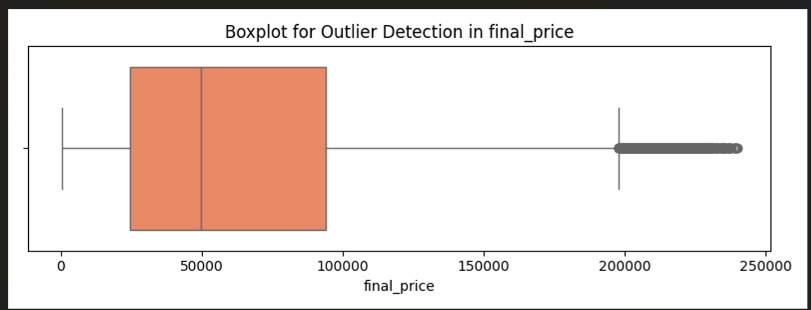 Boxplot for Outlier Detection in final_price
0 50000 100000 150000 200000 250000
final_price